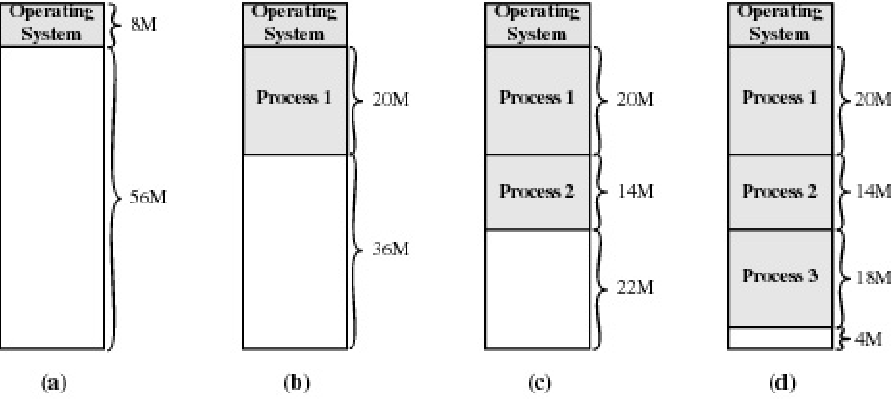 Operating
System
8M
56M
(a)
Operating
System
Process 1
20M
36M
(b)
Operating
System
Process 1
20M
Process 2
14M
22M
(c)
Operating
System
Process 1
20M
Process 2
14M
Process 3
18M
4M
(d)